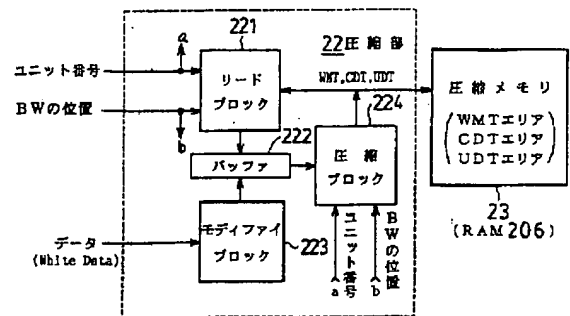 a
221
22 圧縮部
ユニット番号
リード
ブロック
BWの位置
b
WMT,CDT,UDT
224
222
バッファ
圧縮
ブロック
データ
(White Data)
モディファイ
ブロック
223
ユニット番号
BWの位置
a
b
圧縮メモリ
WMTエリア
CDTエリア
UDTエリア
23
(RAM 206)